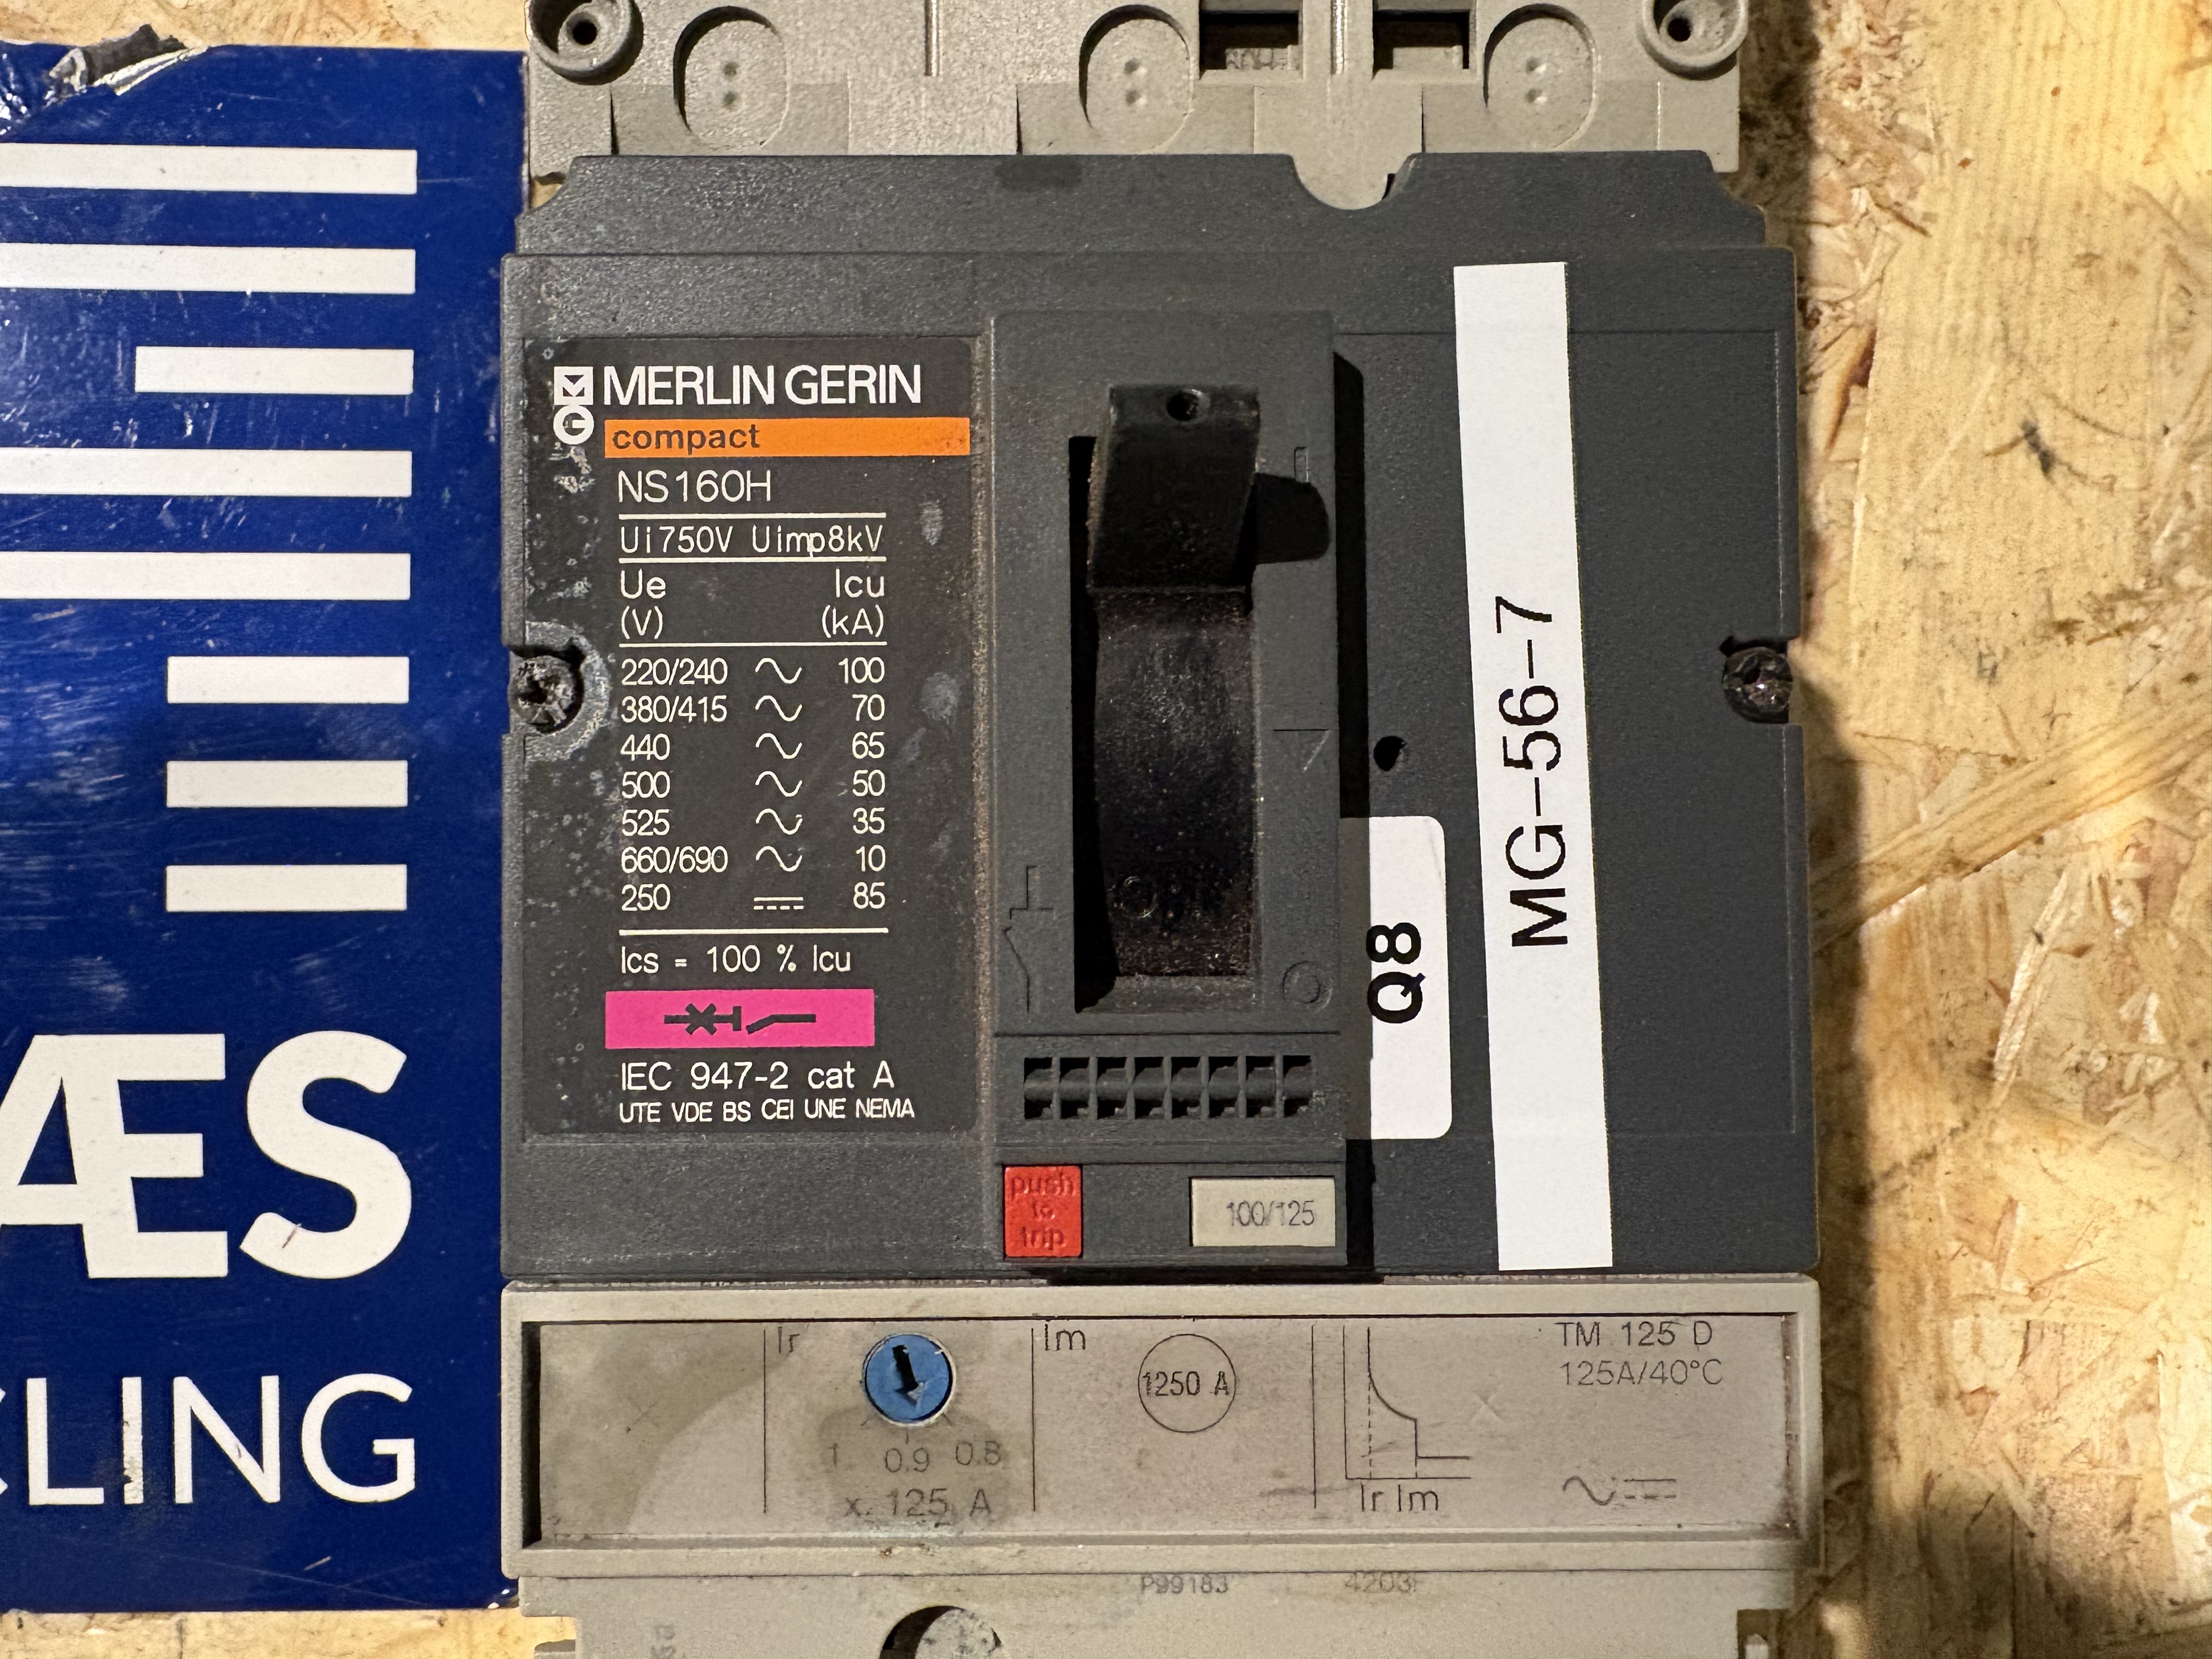 MERLIN GERIN
compact
NS160H
Ui750V Uimp8kV
Ue Icu
(V) (kA)
220/240 100
380/415 70
440 65
500 50
525 35
660/690 10
250 85
Ics = 100 % Icu
IEC 947-2 cat A
UTE VDE BS CEI UNE NEMA
MG-56-7
Q8
push
to
trip
100/125
Ir
1 0.9 0.8
x 125 A
Im
1250 A
Ir Im
TM 125 D
125A/40°C
P99183
ÆS
CLING